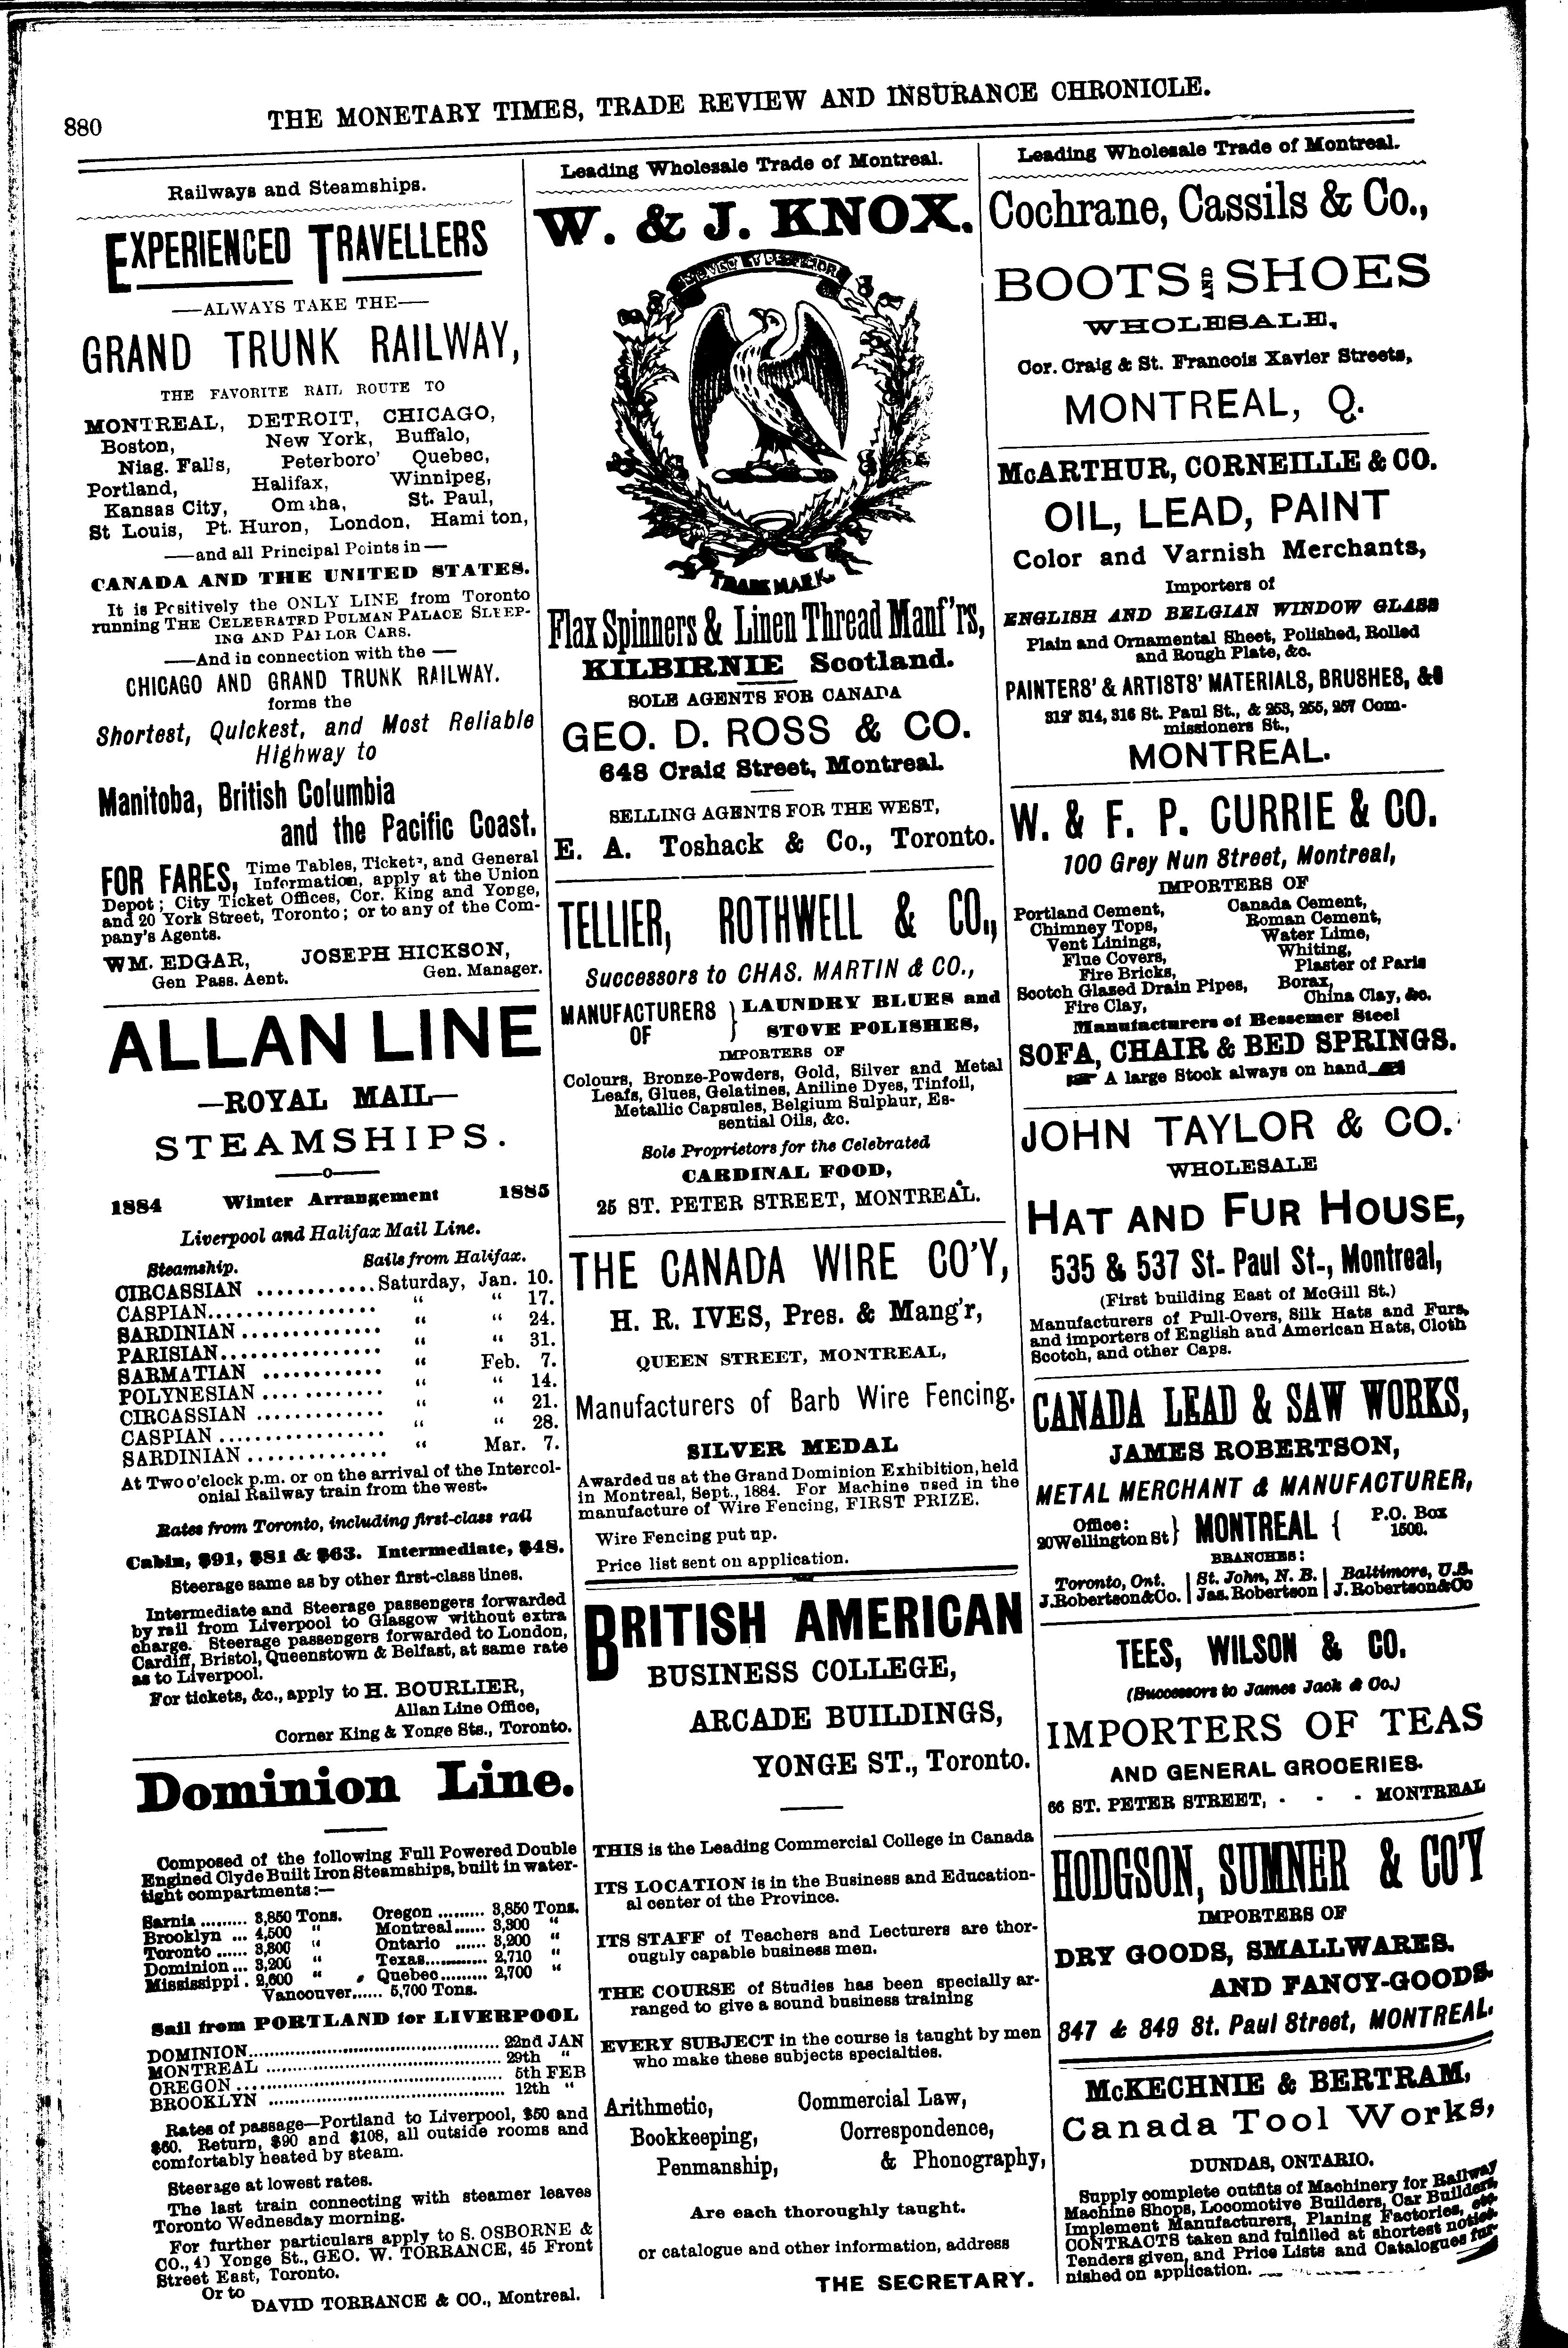 880
THE MONETARY TIMES, TRADE REVIEW AND INSURANCE CHRONICLE.
Railways and Steamships.
EXPERIENCED TRAVELLERS
—ALWAYS TAKE THE—
GRAND TRUNK RAILWAY,
THE FAVORITE RAIL ROUTE TO
MONTREAL, DETROIT, CHICAGO,
Boston, New York, Buffalo,
Niag. Falls, Peterboro' Quebec,
Portland, Halifax, Winnipeg,
Kansas City, Omaha, St. Paul,
St Louis, Pt. Huron, London, Hami ton,
—and all Principal Points in—
CANADA AND THE UNITED STATES.
It is Positively the ONLY LINE from Toronto
running THE CELEBRATED PULMAN PALACE SLEEP-
ING AND PARLOR CARS.
—And in connection with the—
CHICAGO AND GRAND TRUNK RAILWAY.
forms the
Shortest, Quickest, and Most Reliable
Highway to
Manitoba, British Columbia
and the Pacific Coast.
FOR FARES, Time Tables, Tickets, and General
Information, apply at the Union
Depot; City Ticket Offices, Cor. King and Yonge,
and 20 York Street, Toronto; or to any of the Com-
pany's Agents.
WM. EDGAR, JOSEPH HICKSON,
Gen Pass. Aent. Gen. Manager.
ALLAN LINE
—ROYAL MAIL—
STEAMSHIPS.
—o—
1884 Winter Arrangement 1885
Liverpool and Halifax Mail Line.
Steamship. Sails from Halifax.
CIRCASSIAN ............ Saturday, Jan. 10.
CASPIAN................. " " 17.
SARDINIAN .............. " " 24.
PARISIAN................ " " 31.
SARMATIAN ............ " Feb. 7.
POLYNESIAN ............ " " 14.
CIRCASSIAN ............. " " 21.
CASPIAN ................. " " 28.
SARDINIAN .............. " Mar. 7.
At Two o'clock p.m. or on the arrival of the Intercol-
onial Railway train from the west.
Rates from Toronto, including first-class rail
Cabin, $91, $81 & $63. Intermediate, $48.
Steerage same as by other first-class lines.
Intermediate and Steerage passengers forwarded
by rail from Liverpool to Glasgow without extra
charge. Steerage passengers forwarded to London,
Cardiff, Bristol, Queenstown & Belfast, at same rate
as to Liverpool.
For tickets, &c., apply to H. BOURLIER,
Allan Line Office,
Corner King & Yonge Sts., Toronto.
Dominion Line.
Composed of the following Full Powered Double
Engined Clyde Built Iron Steamships, built in water-
tight compartments:—
Sarnia ......... 3,850 Tons. Oregon ......... 3,850 Tons.
Brooklyn ... 4,500 " Montreal...... 3,300 "
Toronto ...... 3,300 " Ontario ...... 3,200 "
Dominion ... 3,200 " Texas............ 2,710 "
Mississippi . 2,600 " Quebec......... 2,700 "
Vancouver...... 5,700 Tons.
Sail from PORTLAND for LIVERPOOL
DOMINION.................................... 22nd JAN
MONTREAL .................................... 29th "
OREGON ....................................... 5th FEB
BROOKLYN .................................... 12th "
Rates of passage—Portland to Liverpool, $50 and
$60. Return, $90 and $108, all outside rooms and
comfortably heated by steam.
Steerage at lowest rates.
The last train connecting with steamer leaves
Toronto Wednesday morning.
For further particulars apply to S. OSBORNE &
CO., 40 Yonge St., GEO. W. TORRANCE, 45 Front
Street East, Toronto.
Or to
DAVID TORRANCE & CO., Montreal.
Leading Wholesale Trade of Montreal.
W. & J. KNOX.
MOVEO ET PERFICIOR
TRADE MARK.
Flax Spinners & Linen Thread Manf'rs,
KILBIRNIE Scotland.
SOLE AGENTS FOR CANADA
GEO. D. ROSS & CO.
648 Craig Street, Montreal.
SELLING AGENTS FOR THE WEST,
E. A. Toshack & Co., Toronto.
TELLIER, ROTHWELL & CO.,
Successors to CHAS. MARTIN & CO.,
MANUFACTURERS OF } LAUNDRY BLUES and
STOVE POLISHES,
IMPORTERS OF
Colours, Bronze-Powders, Gold, Silver and Metal
Leafs, Glues, Gelatines, Aniline Dyes, Tinfoil,
Metallic Capsules, Belgium Sulphur, Es-
sential Oils, &c.
Sole Proprietors for the Celebrated
CARDINAL FOOD,
25 ST. PETER STREET, MONTREAL.
THE CANADA WIRE CO'Y,
H. R. IVES, Pres. & Mang'r,
QUEEN STREET, MONTREAL,
Manufacturers of Barb Wire Fencing.
SILVER MEDAL
Awarded us at the Grand Dominion Exhibition, held
in Montreal, Sept., 1884. For Machine used in the
manufacture of Wire Fencing, FIRST PRIZE.
Wire Fencing put up.
Price list sent on application.
BRITISH AMERICAN
BUSINESS COLLEGE,
ARCADE BUILDINGS,
YONGE ST., Toronto.
THIS is the Leading Commercial College in Canada
ITS LOCATION is in the Business and Education-
al center of the Province.
ITS STAFF of Teachers and Lecturers are thor-
oughly capable business men.
THE COURSE of Studies has been specially ar-
ranged to give a sound business training
EVERY SUBJECT in the course is taught by men
who make these subjects specialties.
Arithmetic, Commercial Law,
Bookkeeping, Correspondence,
Penmanship, & Phonography,
Are each thoroughly taught.
or catalogue and other information, address
THE SECRETARY.
Leading Wholesale Trade of Montreal.
Cochrane, Cassils & Co.,
BOOTS AND SHOES
WHOLESALE,
Cor. Craig & St. Francois Xavier Streets,
MONTREAL, Q.
McARTHUR, CORNEILLE & CO.
OIL, LEAD, PAINT
Color and Varnish Merchants,
Importers of
ENGLISH AND BELGIAN WINDOW GLASS
Plain and Ornamental Sheet, Polished, Rolled
and Rough Plate, &c.
PAINTERS' & ARTISTS' MATERIALS, BRUSHES, &c
312 314, 316 St. Paul St., & 253, 255, 257 Com-
missioners St.,
MONTREAL.
W. & F. P. CURRIE & CO.
100 Grey Nun Street, Montreal,
IMPORTERS OF
Portland Cement, Canada Cement,
Chimney Tops, Roman Cement,
Vent Linings, Water Lime,
Flue Covers, Whiting,
Fire Bricks, Plaster of Paris
Scotch Glazed Drain Pipes, Borax,
Fire Clay, China Clay, &c.
Manufacturers of Bessemer Steel
SOFA, CHAIR & BED SPRINGS.
A large Stock always on hand
JOHN TAYLOR & CO.
WHOLESALE
HAT AND FUR HOUSE,
535 & 537 St. Paul St., Montreal,
(First building East of McGill St.)
Manufacturers of Pull-Overs, Silk Hats and Furs,
and importers of English and American Hats, Cloth
Scotch, and other Caps.
CANADA LEAD & SAW WORKS,
JAMES ROBERTSON,
METAL MERCHANT & MANUFACTURER,
Office: 20 Wellington St } MONTREAL { P.O. Box 1500.
BRANCHES:
Toronto, Ont. | St. John, N. B. | Baltimore, U.S.
J. Robertson & Co. | Jas. Robertson | J. Robertson & Co
TEES, WILSON & CO.
(Successors to James Jack & Co.)
IMPORTERS OF TEAS
AND GENERAL GROCERIES.
66 ST. PETER STREET, - - - MONTREAL
HODGSON, SUMNER & CO'Y
IMPORTERS OF
DRY GOODS, SMALLWARES.
AND FANCY-GOODS.
347 & 349 St. Paul Street, MONTREAL.
McKECHNIE & BERTRAM,
Canada Tool Works,
DUNDAS, ONTARIO.
Supply complete outfits of Machinery for Railway
Machine Shops, Locomotive Builders, Car Builders,
Implement Manufacturers, Planing Factories, etc.
CONTRACTS taken and fulfilled at shortest notice.
Tenders given, and Price Lists and Catalogues fur-
nished on application.